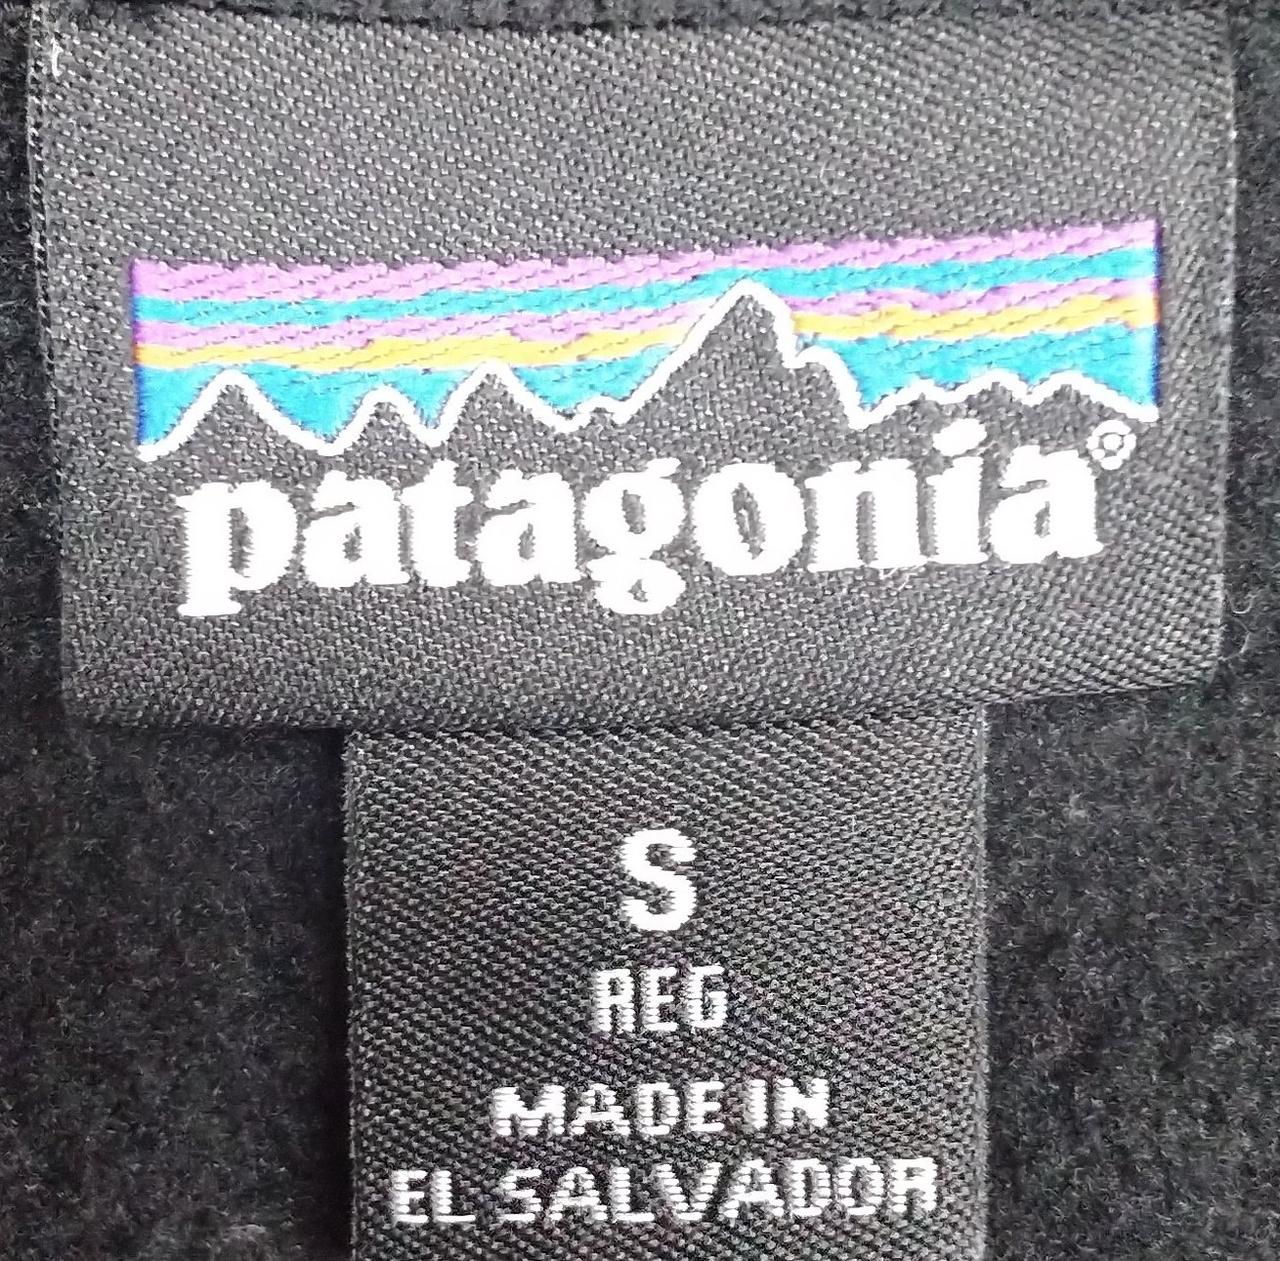 patagonia®
S
REG
MADE IN
EL SALVADOR